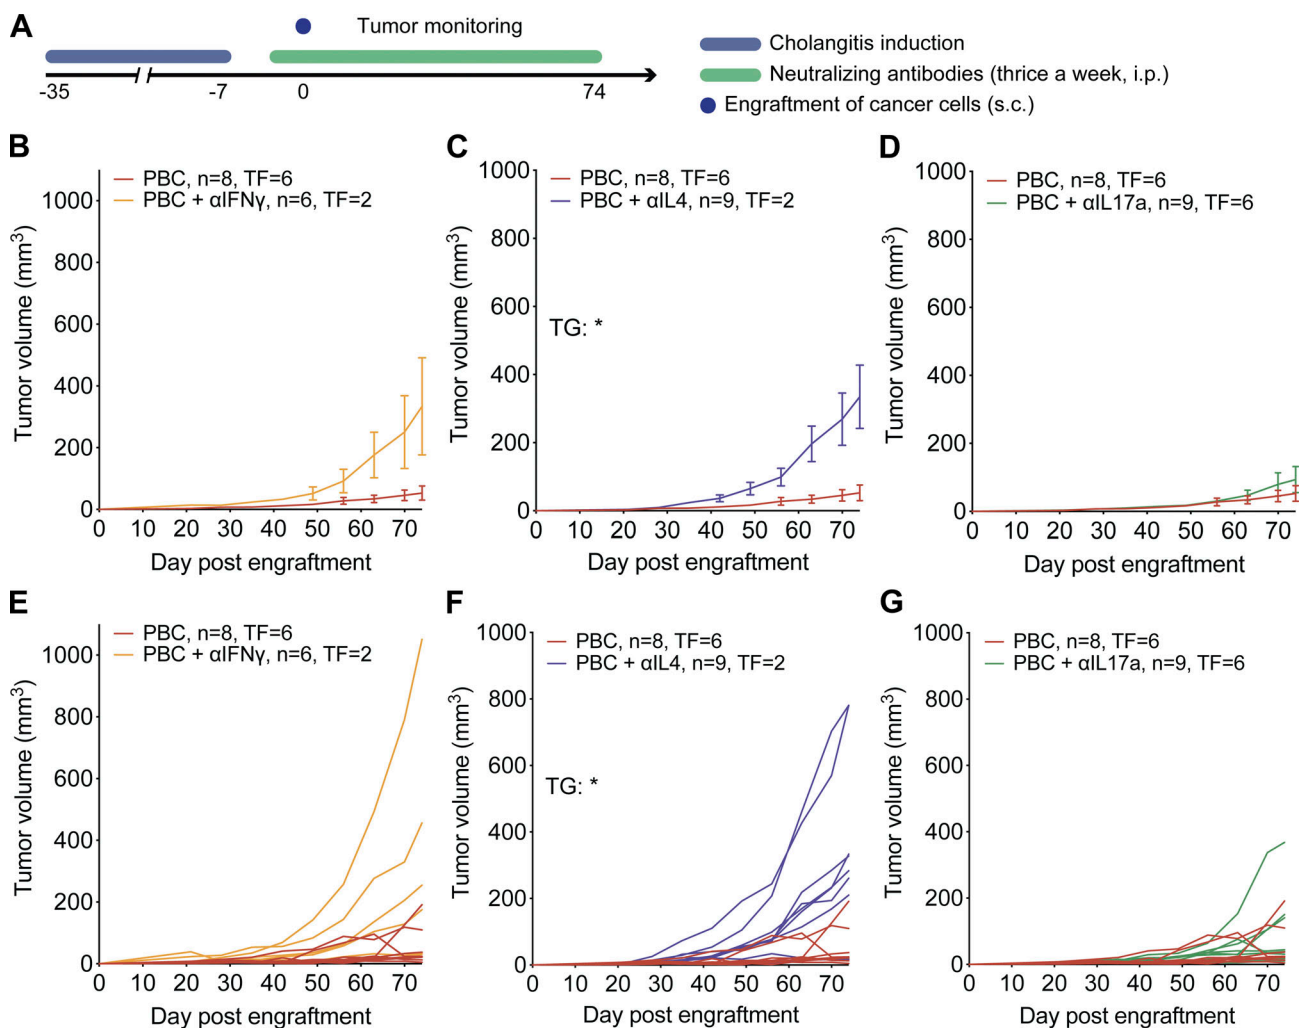 A
Tumor monitoring
-35
-7
0
74
Cholangitis induction
Neutralizing antibodies (thrice a week, i.p.)
Engraftment of cancer cells (s.c.)
B
PBC, n=8, TF=6
PBC + αIFNγ, n=6, TF=2
Tumor volume (mm³)
1000
800
600
400
200
0
0 10 20 30 40 50 60 70
Day post engraftment
C
PBC, n=8, TF=6
PBC + αIL4, n=9, TF=2
TG: *
Tumor volume (mm³)
1000
800
600
400
200
0
0 10 20 30 40 50 60 70
Day post engraftment
D
PBC, n=8, TF=6
PBC + αIL17a, n=9, TF=6
Tumor volume (mm³)
1000
800
600
400
200
0
0 10 20 30 40 50 60 70
Day post engraftment
E
PBC, n=8, TF=6
PBC + αIFNγ, n=6, TF=2
Tumor volume (mm³)
1000
800
600
400
200
0
0 10 20 30 40 50 60 70
Day post engraftment
F
PBC, n=8, TF=6
PBC + αIL4, n=9, TF=2
TG: *
Tumor volume (mm³)
1000
800
600
400
200
0
0 10 20 30 40 50 60 70
Day post engraftment
G
PBC, n=8, TF=6
PBC + αIL17a, n=9, TF=6
Tumor volume (mm³)
1000
800
600
400
200
0
0 10 20 30 40 50 60 70
Day post engraftment